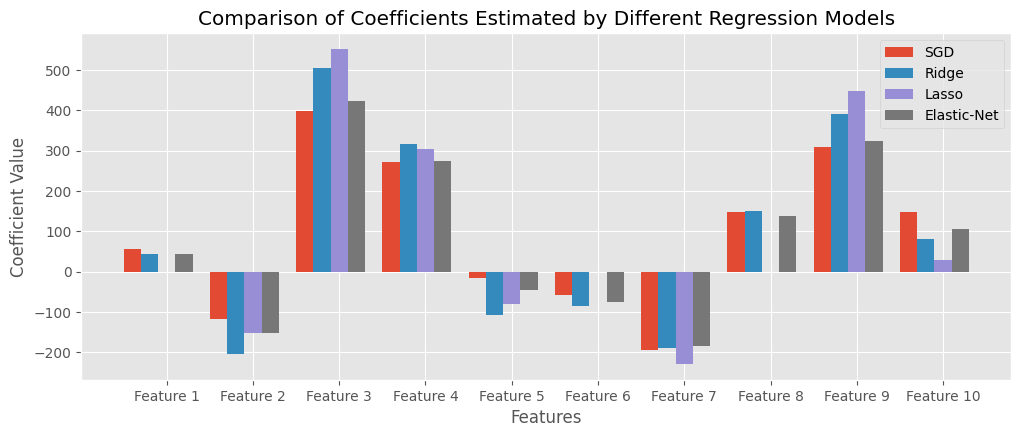 Comparison of Coefficients Estimated by Different Regression Models
SGD
Ridge
Lasso
Elastic-Net
Coefficient Value
500
400
300
200
100
0
−100
−200
Feature 1 Feature 2 Feature 3 Feature 4 Feature 5 Feature 6 Feature 7 Feature 8 Feature 9 Feature 10
Features